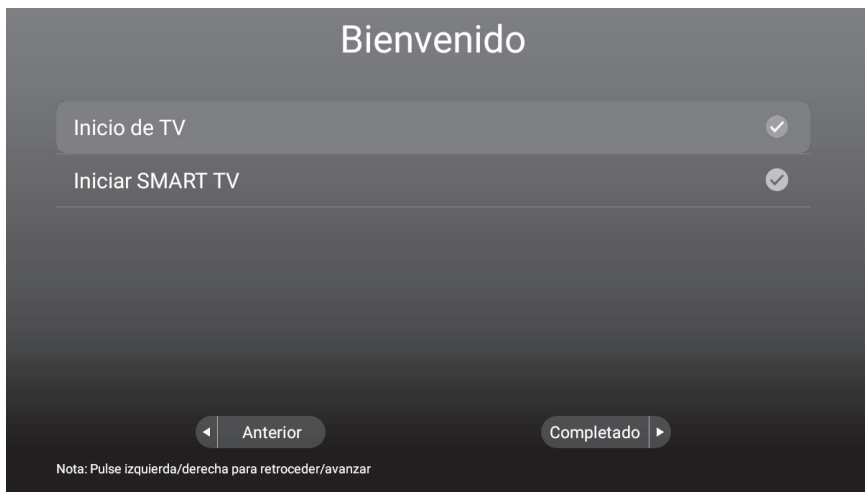 Bienvenido
Inicio de TV
Iniciar SMART TV
Anterior
Completado
Nota: Pulse izquierda/derecha para retroceder/avanzar